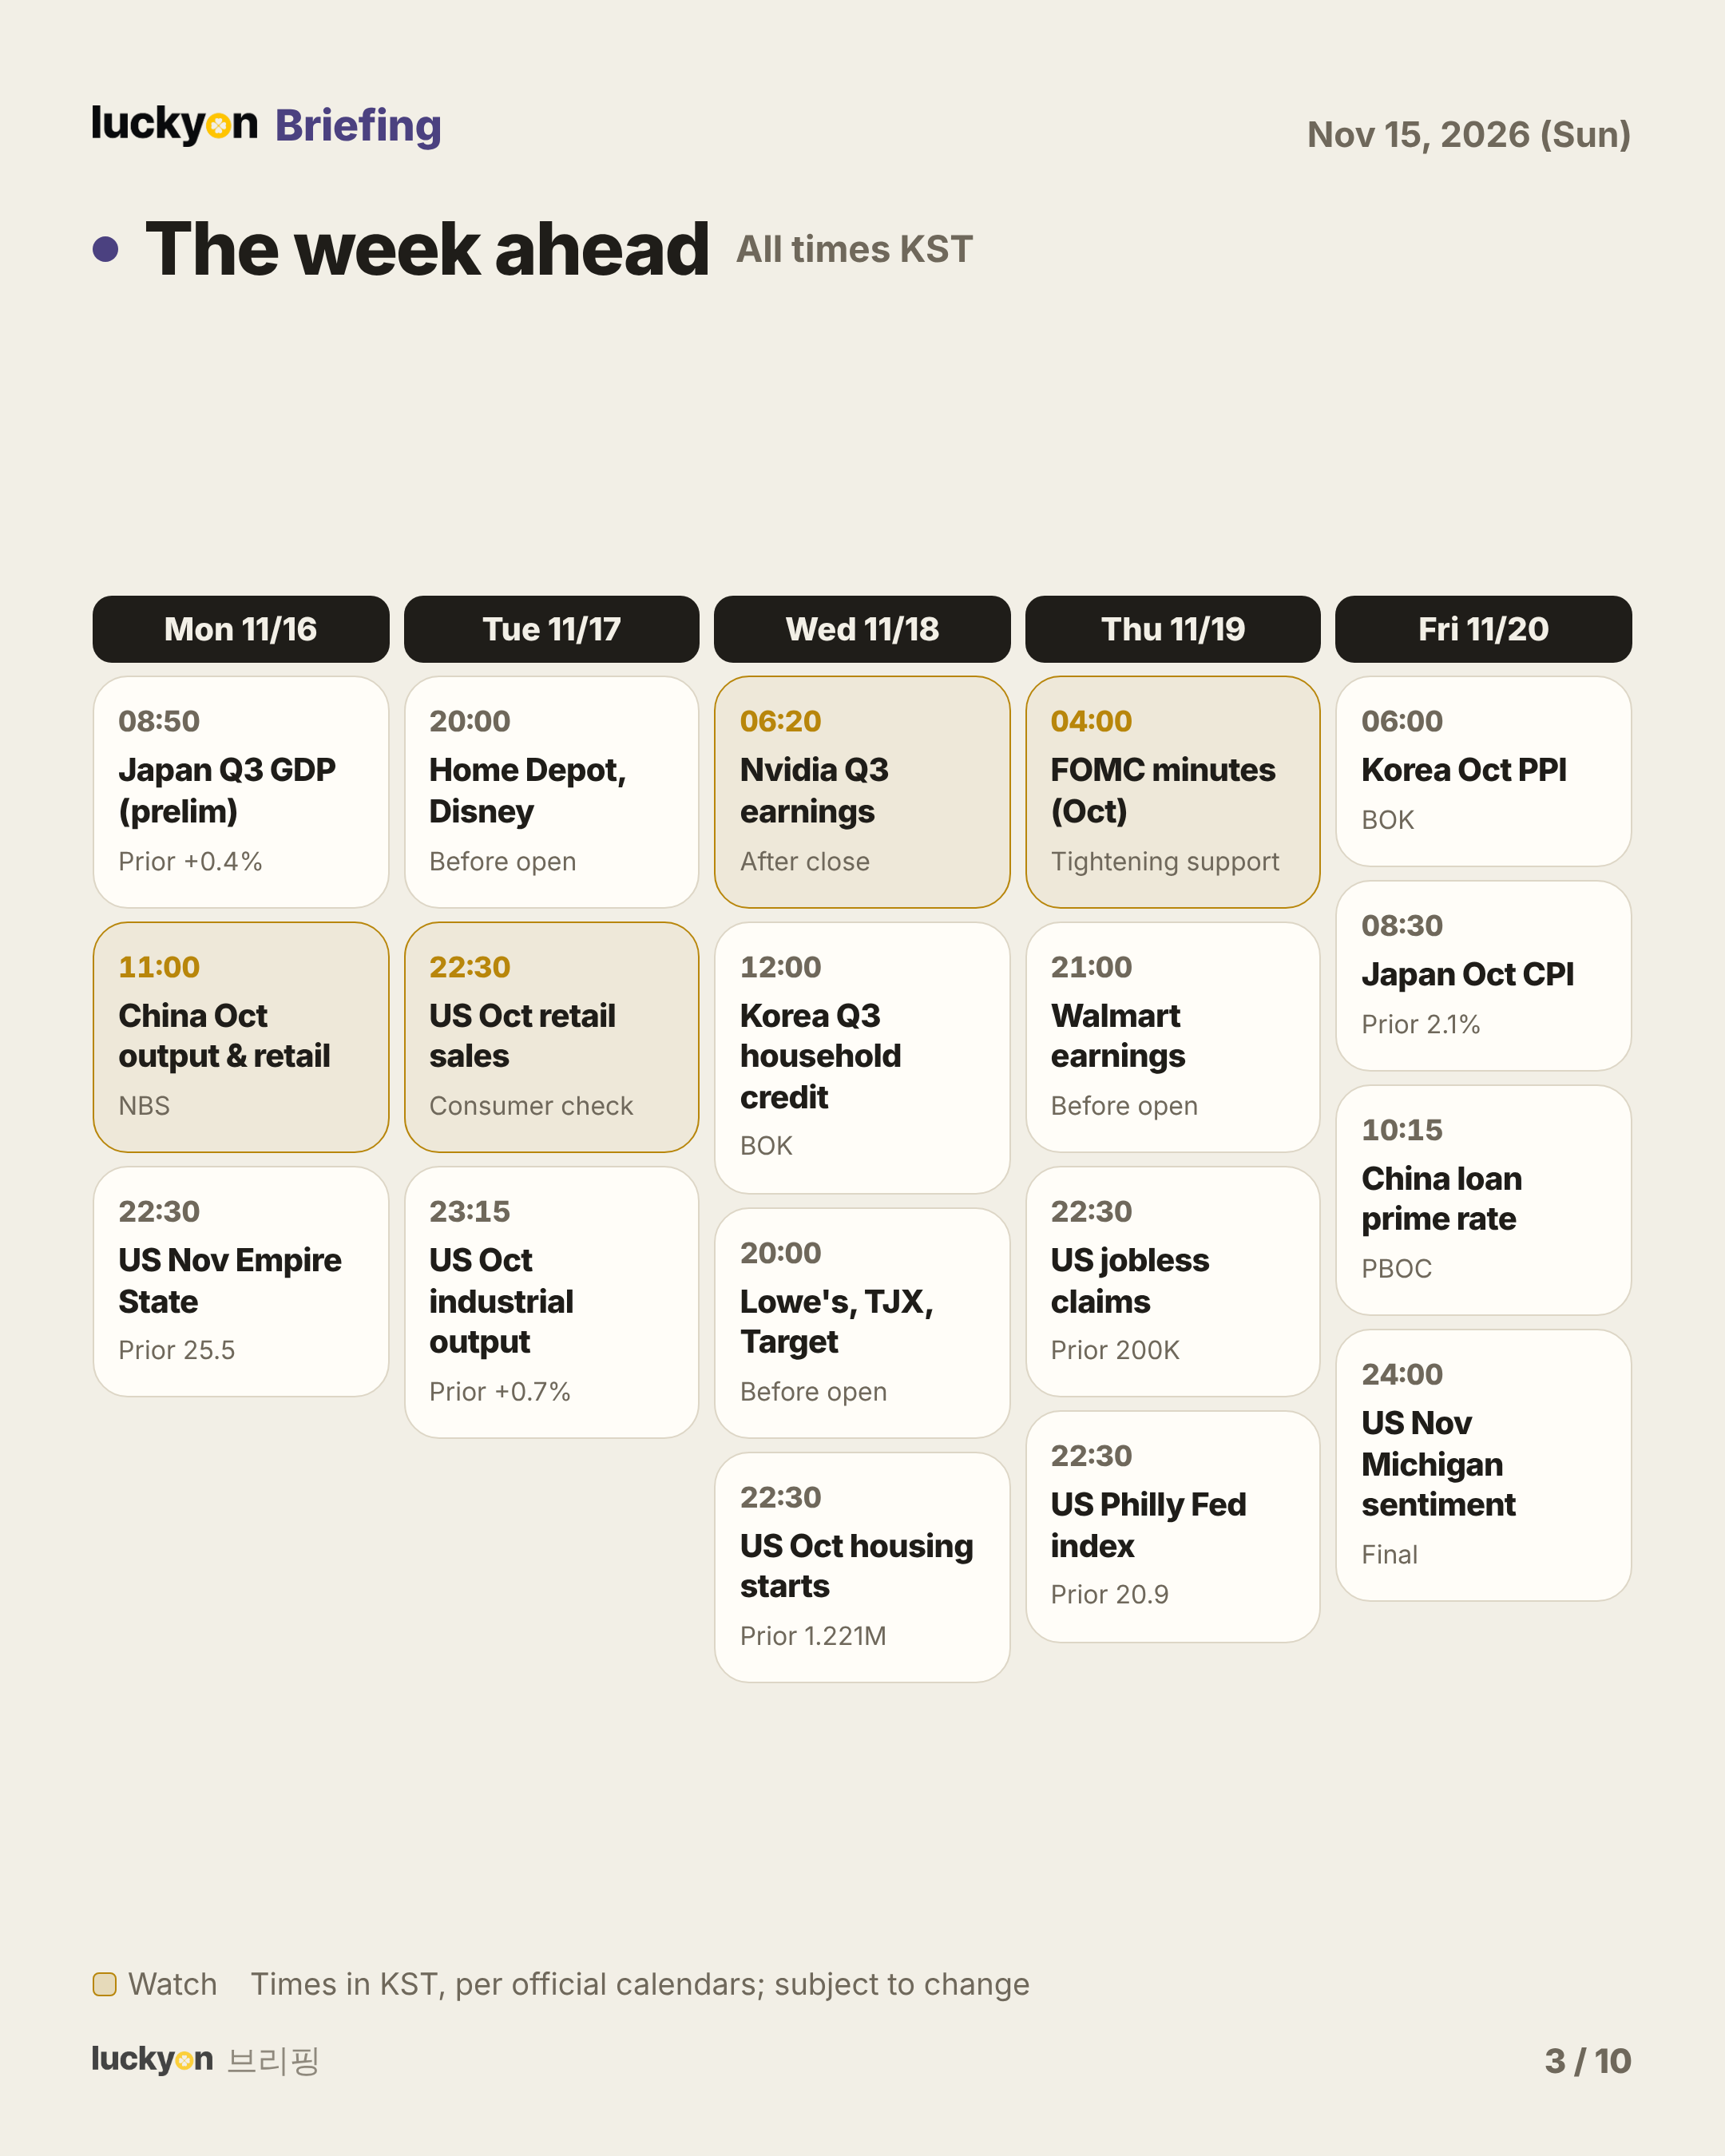 luckyon Briefing
Nov 15, 2026 (Sun)
The week ahead All times KST
Mon 11/16
08:50
Japan Q3 GDP
(prelim)
Prior +0.4%
11:00
China Oct
output & retail
NBS
22:30
US Nov Empire
State
Prior 25.5
Tue 11/17
20:00
Home Depot,
Disney
Before open
22:30
US Oct retail
sales
Consumer check
23:15
US Oct
industrial
output
Prior +0.7%
Wed 11/18
06:20
Nvidia Q3
earnings
After close
12:00
Korea Q3
household
credit
BOK
20:00
Lowe's, TJX,
Target
Before open
22:30
US Oct housing
starts
Prior 1.221M
Thu 11/19
04:00
FOMC minutes
(Oct)
Tightening support
21:00
Walmart
earnings
Before open
22:30
US jobless
claims
Prior 200K
22:30
US Philly Fed
index
Prior 20.9
Fri 11/20
06:00
Korea Oct PPI
BOK
08:30
Japan Oct CPI
Prior 2.1%
10:15
China loan
prime rate
PBOC
24:00
US Nov
Michigan
sentiment
Final
Watch Times in KST, per official calendars; subject to change
luckyon 브리핑
3 / 10